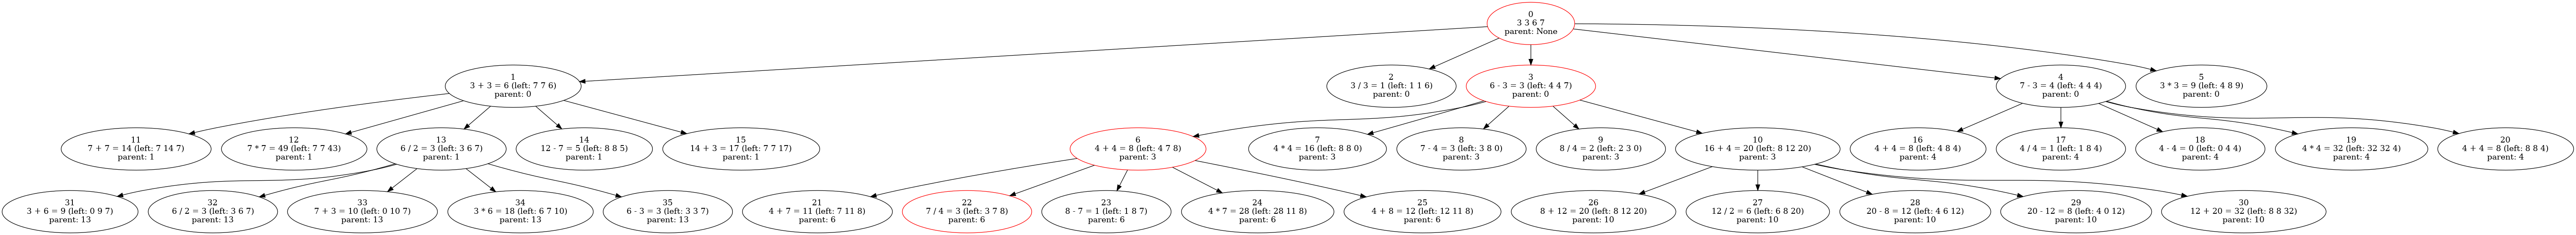 0
3 3 6 7
parent: None
1
3 + 3 = 6 (left: 7 7 6)
parent: 0
2
3 / 3 = 1 (left: 1 1 6)
parent: 0
3
6 - 3 = 3 (left: 4 4 7)
parent: 0
4
7 - 3 = 4 (left: 4 4 4)
parent: 0
5
3 * 3 = 9 (left: 4 8 9)
parent: 0
11
7 + 7 = 14 (left: 7 14 7)
parent: 1
12
7 * 7 = 49 (left: 7 7 43)
parent: 1
13
6 / 2 = 3 (left: 3 6 7)
parent: 1
14
12 - 7 = 5 (left: 8 8 5)
parent: 1
15
14 + 3 = 17 (left: 7 7 17)
parent: 1
6
4 + 4 = 8 (left: 4 7 8)
parent: 3
7
4 * 4 = 16 (left: 8 8 0)
parent: 3
8
7 - 4 = 3 (left: 3 8 0)
parent: 3
9
8 / 4 = 2 (left: 2 3 0)
parent: 3
10
16 + 4 = 20 (left: 8 12 20)
parent: 3
16
4 + 4 = 8 (left: 4 8 4)
parent: 4
17
4 / 4 = 1 (left: 1 8 4)
parent: 4
18
4 - 4 = 0 (left: 0 4 4)
parent: 4
19
4 * 4 = 32 (left: 32 32 4)
parent: 4
20
4 + 4 = 8 (left: 8 8 4)
parent: 4
31
3 + 6 = 9 (left: 0 9 7)
parent: 13
32
6 / 2 = 3 (left: 3 6 7)
parent: 13
33
7 + 3 = 10 (left: 0 10 7)
parent: 13
34
3 * 6 = 18 (left: 6 7 10)
parent: 13
35
6 - 3 = 3 (left: 3 3 7)
parent: 13
21
4 + 7 = 11 (left: 7 11 8)
parent: 6
22
7 / 4 = 3 (left: 3 7 8)
parent: 6
23
8 - 7 = 1 (left: 1 8 7)
parent: 6
24
4 * 7 = 28 (left: 28 11 8)
parent: 6
25
4 + 8 = 12 (left: 12 11 8)
parent: 6
26
8 + 12 = 20 (left: 8 12 20)
parent: 10
27
12 / 2 = 6 (left: 6 8 20)
parent: 10
28
20 - 8 = 12 (left: 4 6 12)
parent: 10
29
20 - 12 = 8 (left: 4 0 12)
parent: 10
30
12 + 20 = 32 (left: 8 8 32)
parent: 10